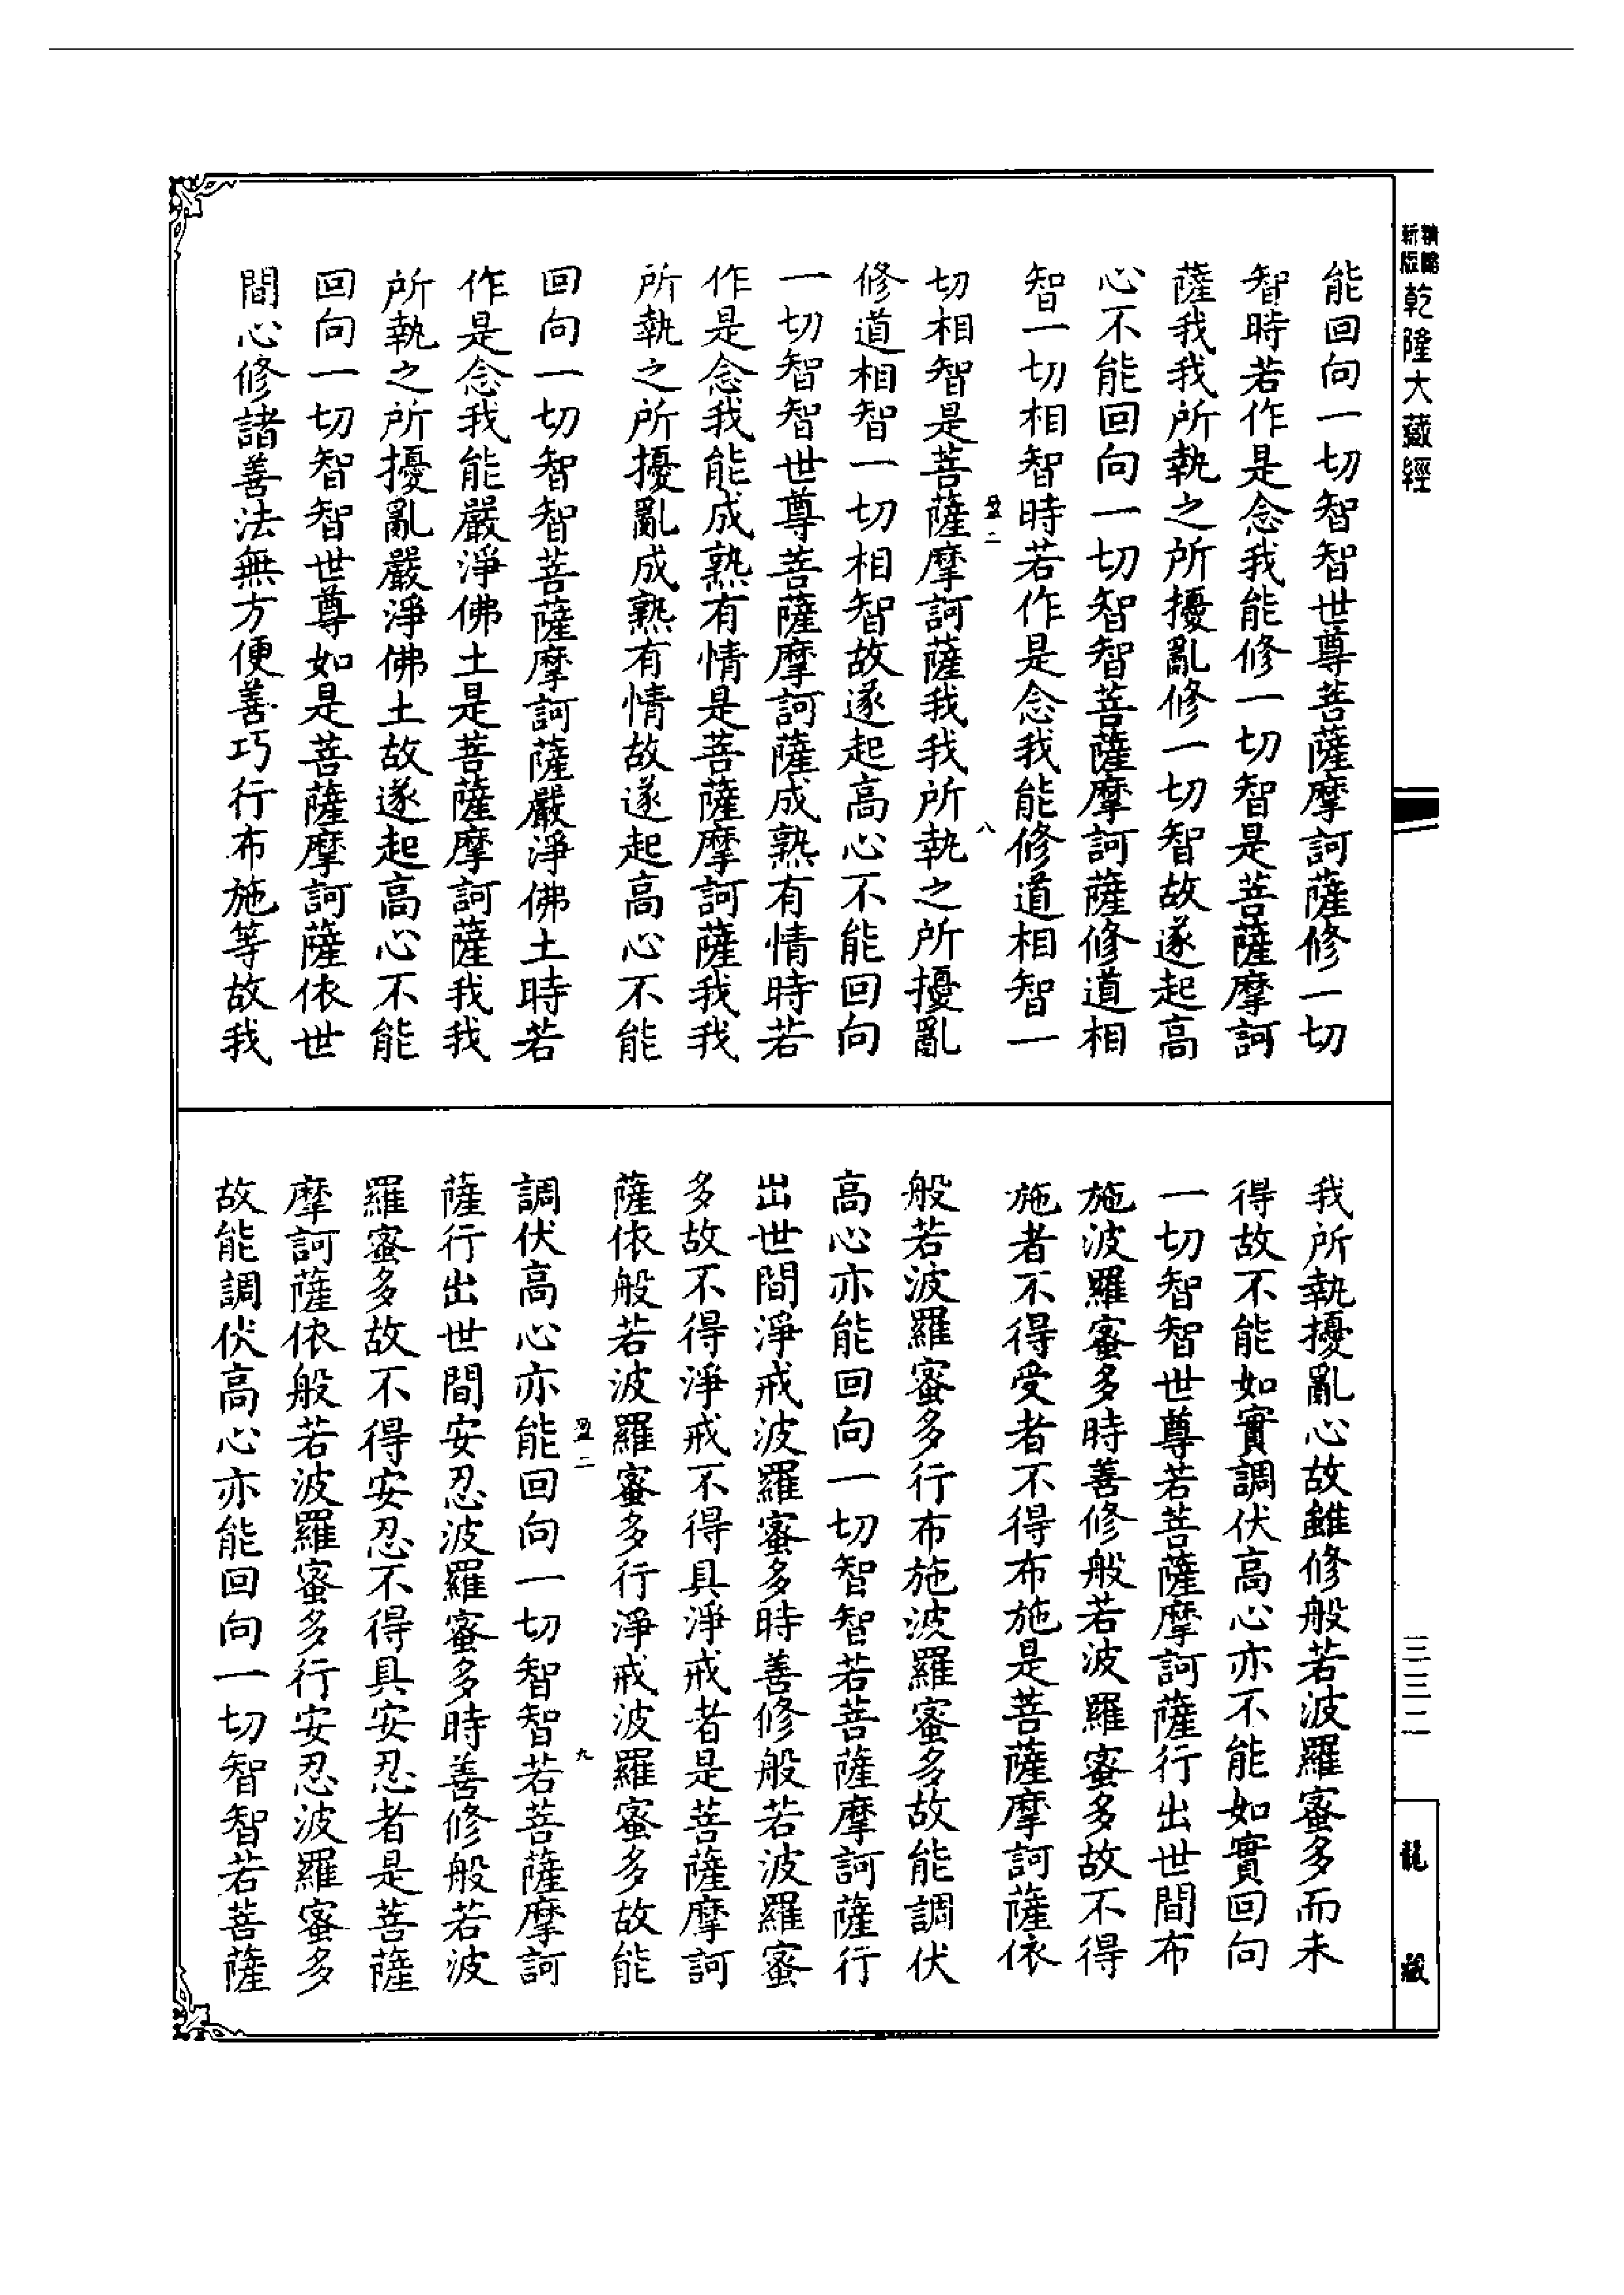 精縮
新版
乾隆大藏經
能回向一切智智世尊菩薩摩訶薩修一切
智時若作是念我能修一切智是菩薩摩訶
薩我我所執之所擾亂修一切智故遂起高
心不能回向一切智智菩薩摩訶薩修道相
智一切相智時若作是念我能修道相智一
二
八
切相智是菩薩摩訶薩我我所執之所擾亂
修道相智一切相智故遂起高心不能回向
一切智智世尊菩薩摩訶薩成熟有情時若
作是念我能成熟有情是菩薩摩訶薩我我
所執之所擾亂成熟有情故遂起高心不能
回向一切智智菩薩摩訶薩嚴淨佛土時若
作是念我能嚴淨佛土是菩薩摩訶薩我我
所執之所擾亂嚴淨佛土故遂起高心不能
回向一切智智世尊如是菩薩摩訶薩依世
間心修諸善法無方便善巧行布施等故我
我所執擾亂心故雖修般若波羅蜜多而未
得故不能如實調伏高心亦不能如實回向
一切智智世尊若菩薩摩訶薩行出世間布
施波羅蜜多時善修般若波羅蜜多故不得
施者不得受者不得布施是菩薩摩訶薩依
般若波羅蜜多行布施波羅蜜多故能調伏
高心亦能回向一切智智若菩薩摩訶薩行
出世間淨戒波羅蜜多時善修般若波羅蜜
多故不得淨戒不得具淨戒者是菩薩摩訶
薩依般若波羅蜜多行淨戒波羅蜜多故能
二
九
調伏高心亦能回向一切智智若菩薩摩訶
薩行出世間安忍波羅蜜多時善修般若波
羅蜜多故不得安忍不得具安忍者是菩薩
摩訶薩依般若波羅蜜多行安忍波羅蜜多
故能調伏高心亦能回向一切智智若菩薩
三三二
龍藏